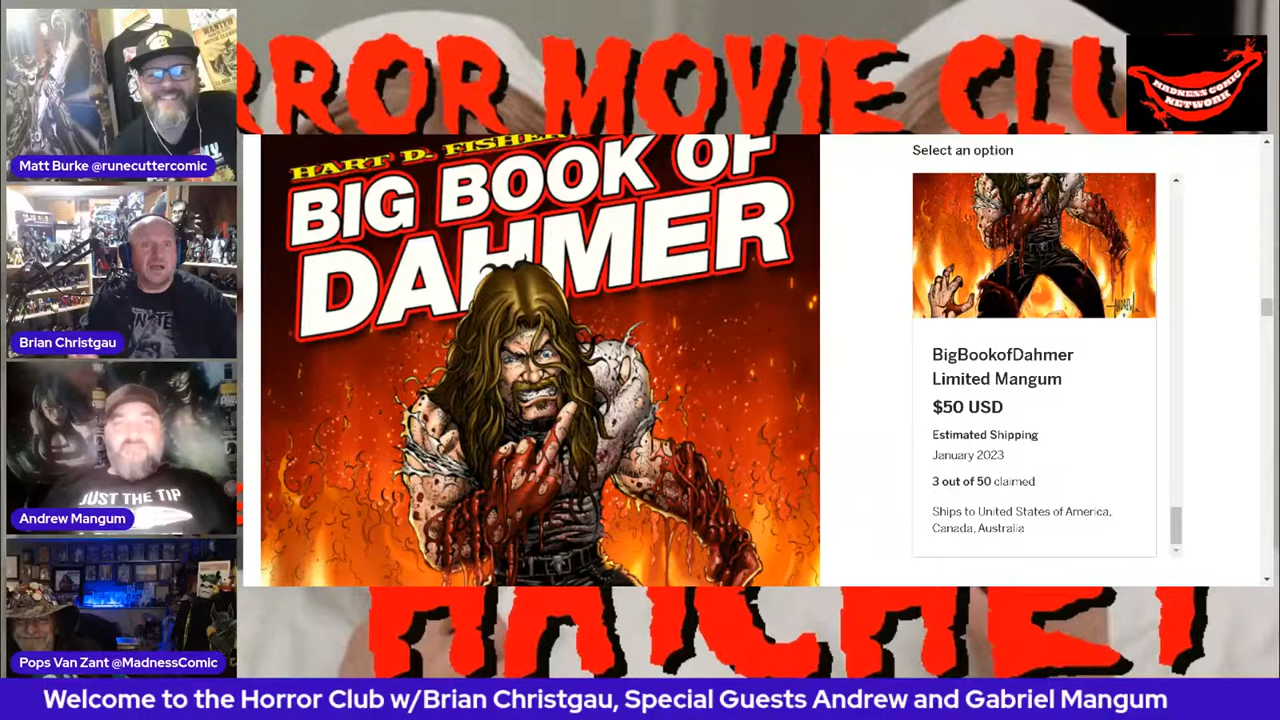 RROR MOVIE CLU
MADNESS COMIC
NETWORK
Matt Burke @runecuttercomic
Brian Christgau
JUST THE TIP
Andrew Mangum
Pops Van Zant @MadnessComic
HART D. FISHER
BIG BOOK OF
DAHMER
Select an option
BigBookofDahmer
Limited Mangum
$50 USD
Estimated Shipping
January 2023
3 out of 50 claimed
Ships to United States of America,
Canada, Australia
Welcome to the Horror Club w/Brian Christgau, Special Guests Andrew and Gabriel Mangum